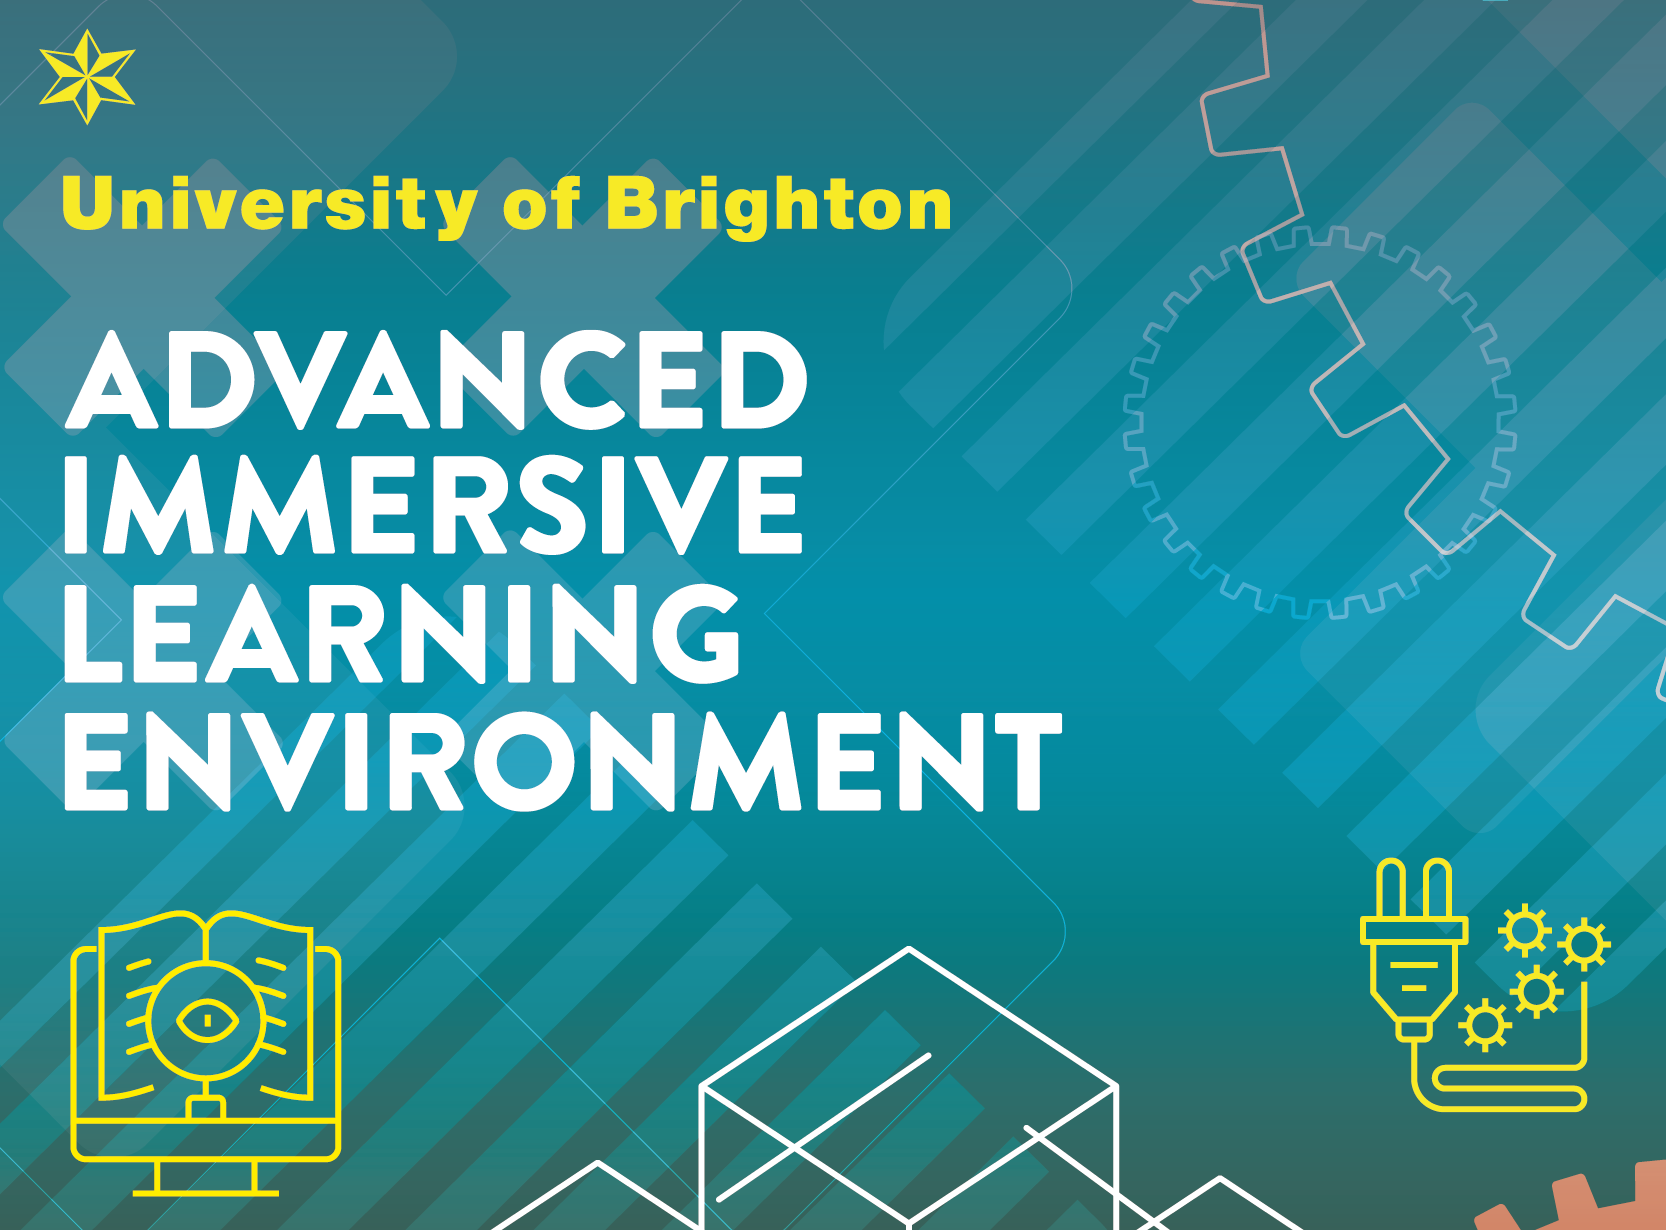 University of Brighton
ADVANCED
IMMERSIVE
LEARNING
ENVIRONMENT